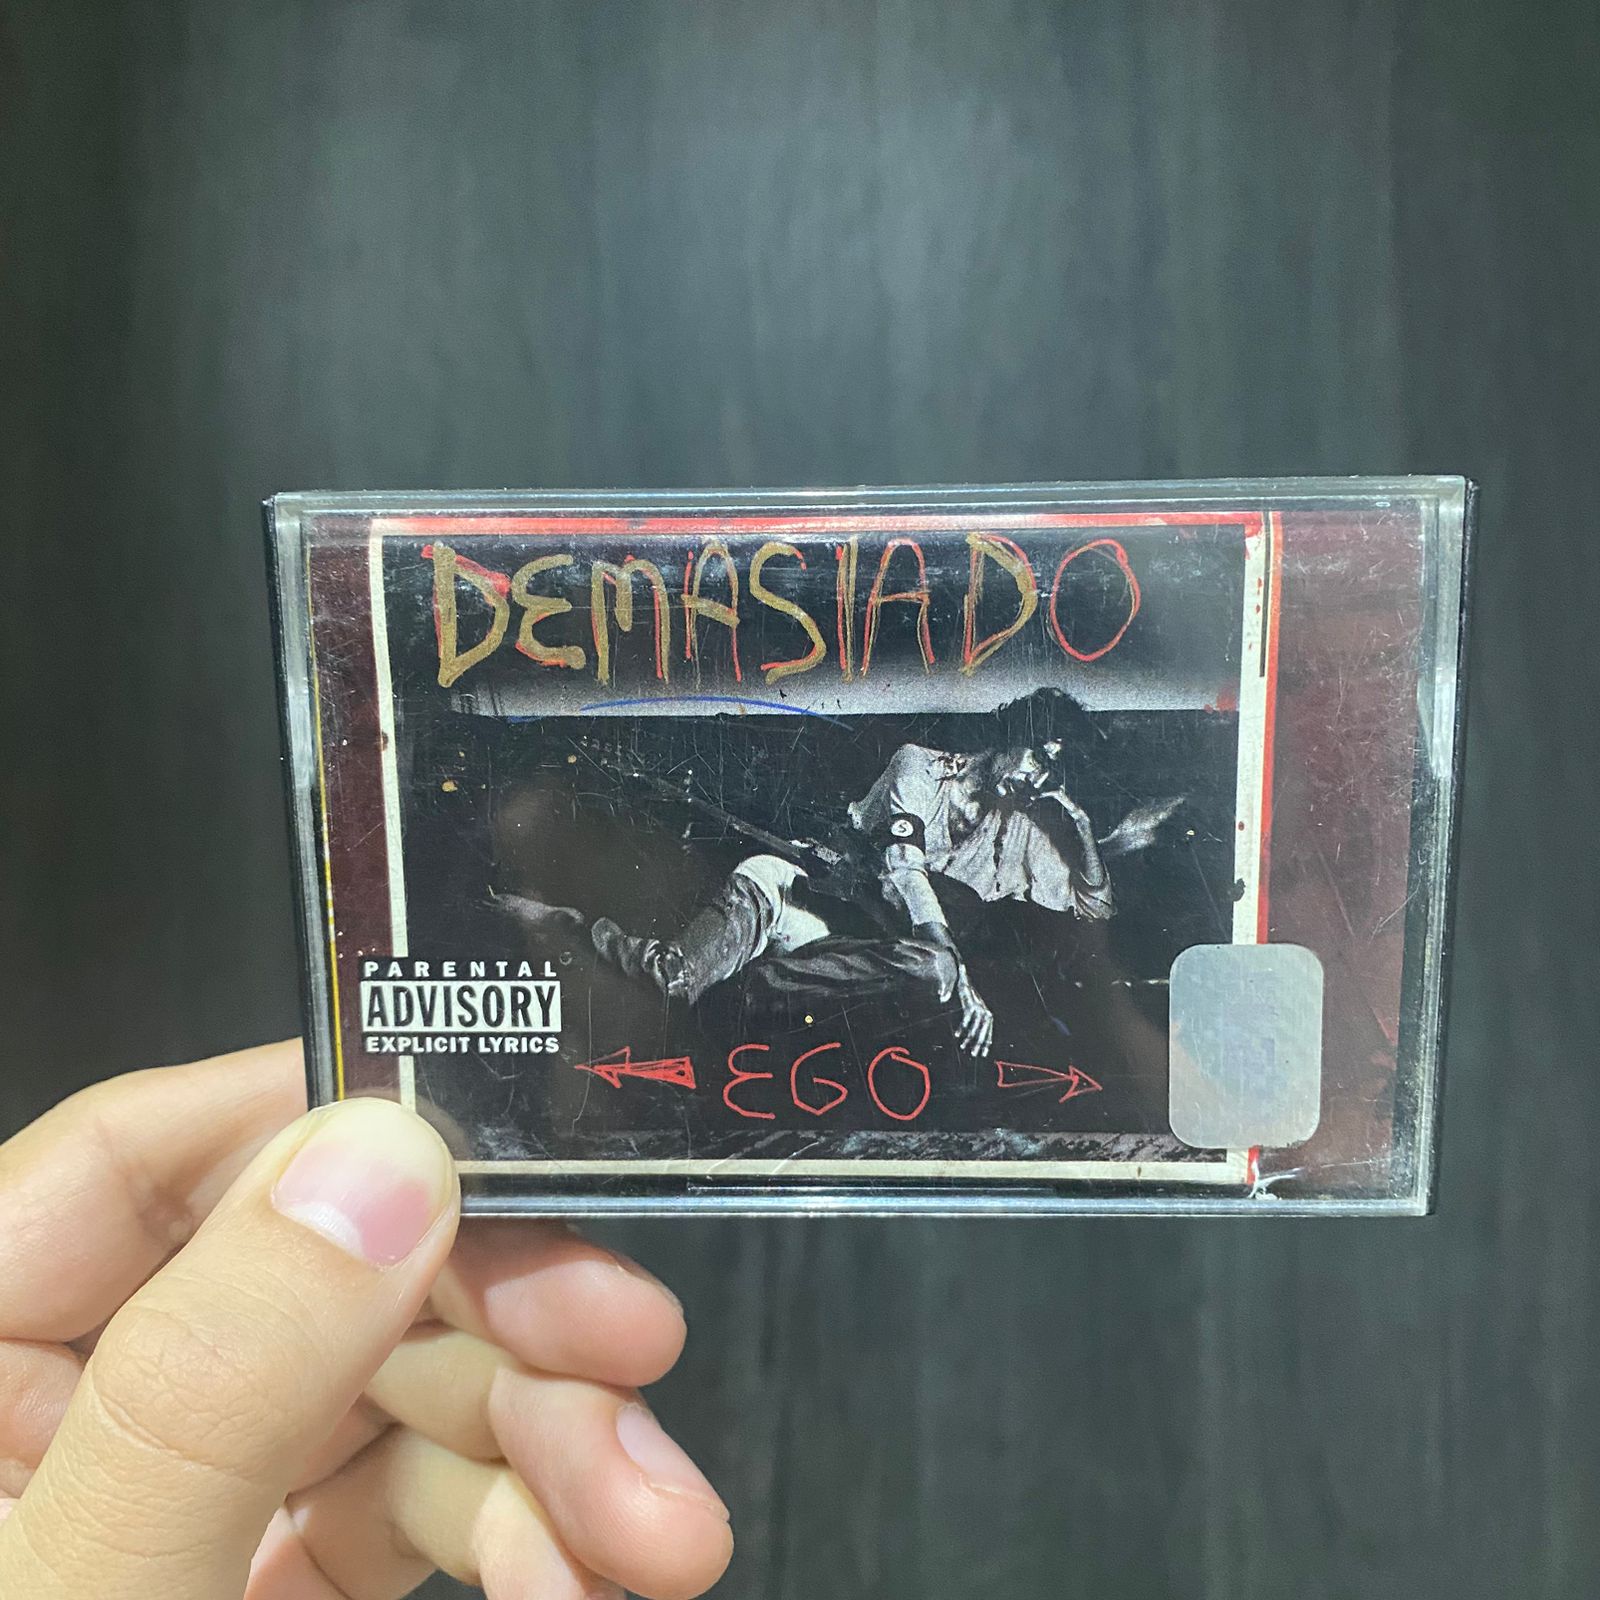 DEMASIADO
PARENTAL
ADVISORY
EXPLICIT LYRICS
EGO